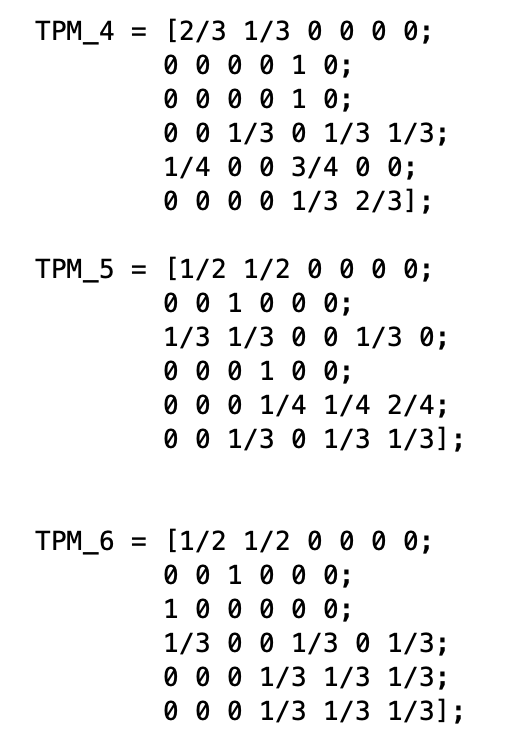 TPM_4 = [2/3 1/3 0 0 0 0;
0 0 0 0 1 0;
0 0 0 0 1 0;
0 0 1/3 0 1/3 1/3;
1/4 0 0 3/4 0 0;
0 0 0 0 1/3 2/3];
TPM_5 = [1/2 1/2 0 0 0 0;
0 0 1 0 0 0;
1/3 1/3 0 0 1/3 0;
0 0 0 1 0 0;
0 0 0 1/4 1/4 2/4;
0 0 1/3 0 1/3 1/3];
TPM_6 = [1/2 1/2 0 0 0 0;
0 0 1 0 0 0;
1 0 0 0 0 0;
1/3 0 0 1/3 0 1/3;
0 0 0 1/3 1/3 1/3;
0 0 0 1/3 1/3 1/3];